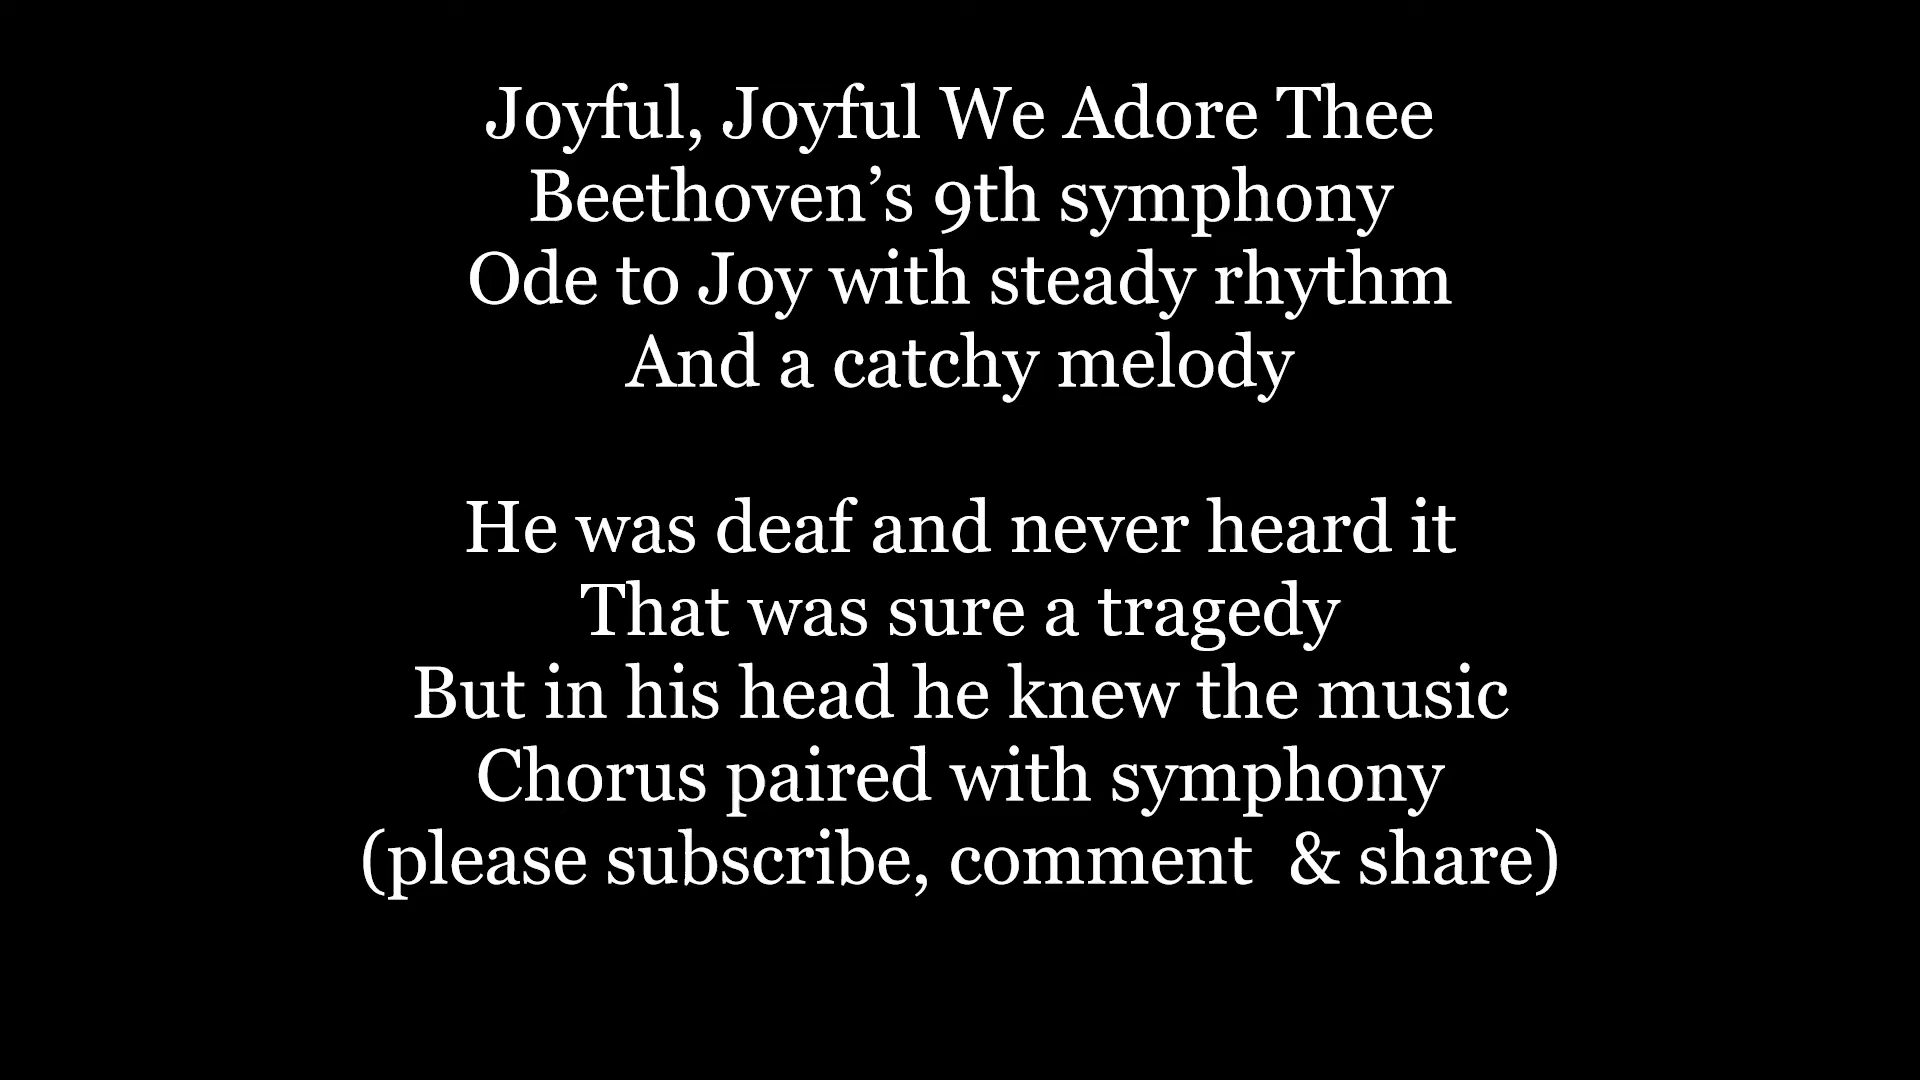 Joyful, Joyful We Adore Thee
Beethoven’s 9th symphony
Ode to Joy with steady rhythm
And a catchy melody
He was deaf and never heard it
That was sure a tragedy
But in his head he knew the music
Chorus paired with symphony
(please subscribe, comment  & share)